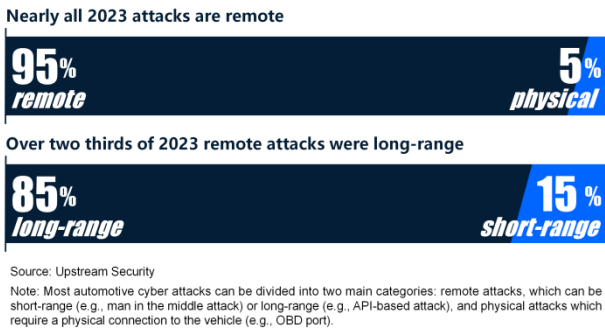 Nearly all 2023 attacks are remote
95% 5%
remote physical
Over two thirds of 2023 remote attacks were long-range
85% 15%
long-range short-range
Source: Upstream Security
Note: Most automotive cyber attacks can be divided into two main categories: remote attacks, which can be
short-range (e.g., man in the middle attack) or long-range (e.g., API-based attack), and physical attacks which
require a physical connection to the vehicle (e.g., OBD port).